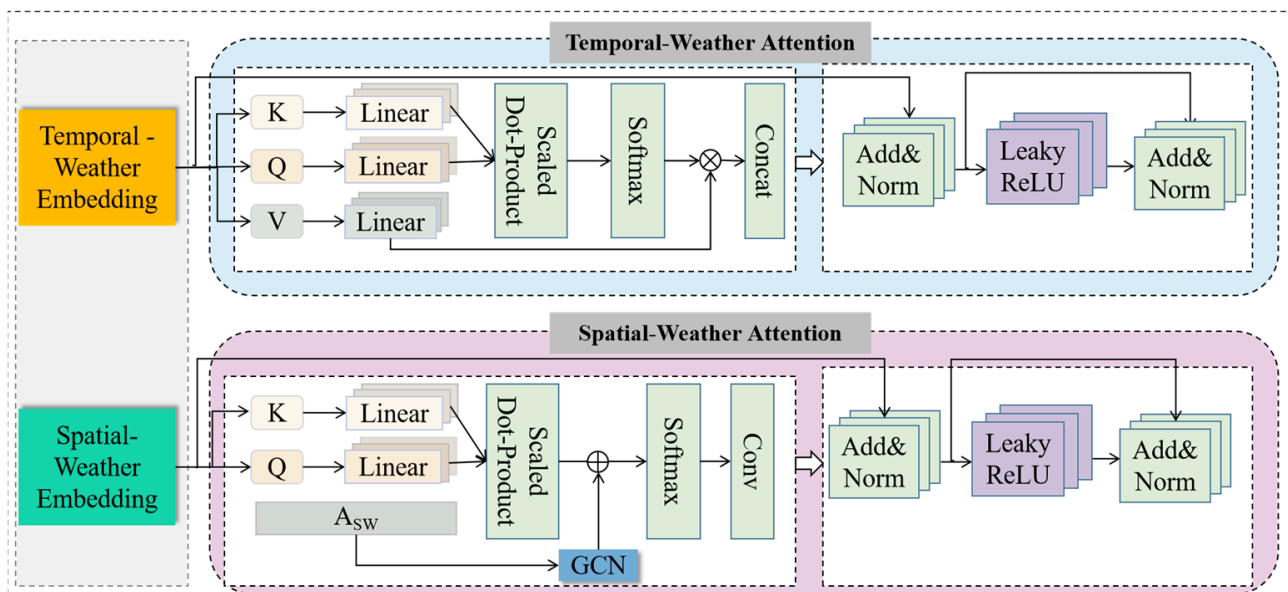 Temporal-Weather Attention
Temporal -
Weather
Embedding
K
Linear
Q
Linear
V
Linear
Scaled
Dot-Product
Softmax
Concat
Add&
Norm
Leaky
ReLU
Add&
Norm
Spatial-Weather Attention
Spatial-
Weather
Embedding
K
Linear
Q
Linear
A_SW
GCN
Scaled
Dot-Product
Softmax
Conv
Add&
Norm
Leaky
ReLU
Add&
Norm